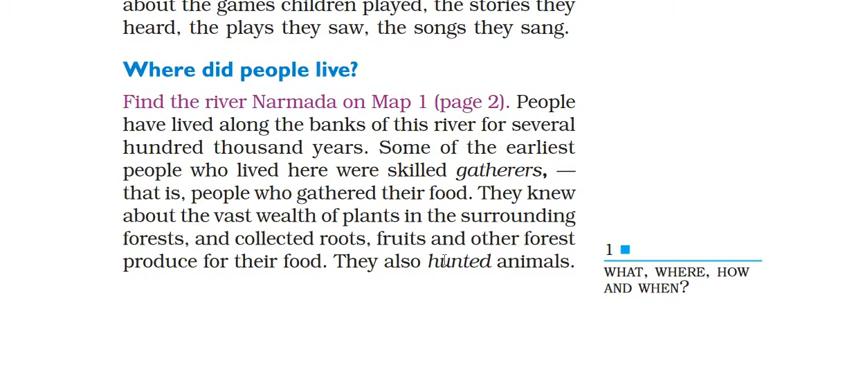 about the games children played, the stories they
heard, the plays they saw, the songs they sang.
Where did people live?
Find the river Narmada on Map 1 (page 2). People
have lived along the banks of this river for several
hundred thousand years. Some of the earliest
people who lived here were skilled gatherers, —
that is, people who gathered their food. They knew
about the vast wealth of plants in the surrounding
forests, and collected roots, fruits and other forest
produce for their food. They also hunted animals.
1
WHAT, WHERE, HOW
AND WHEN?